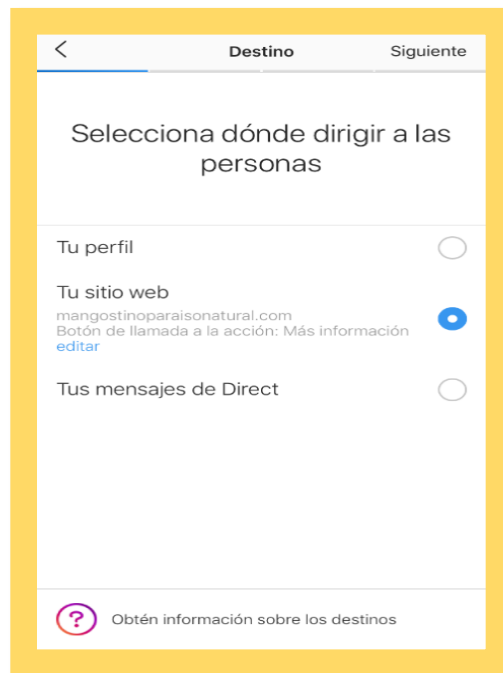 Destino
Siguiente
Selecciona dónde dirigir a las
personas
Tu perfil
Tu sitio web
mangostinoparaisonatural.com
Botón de llamada a la acción: Más información
editar
Tus mensajes de Direct
?
Obtén información sobre los destinos